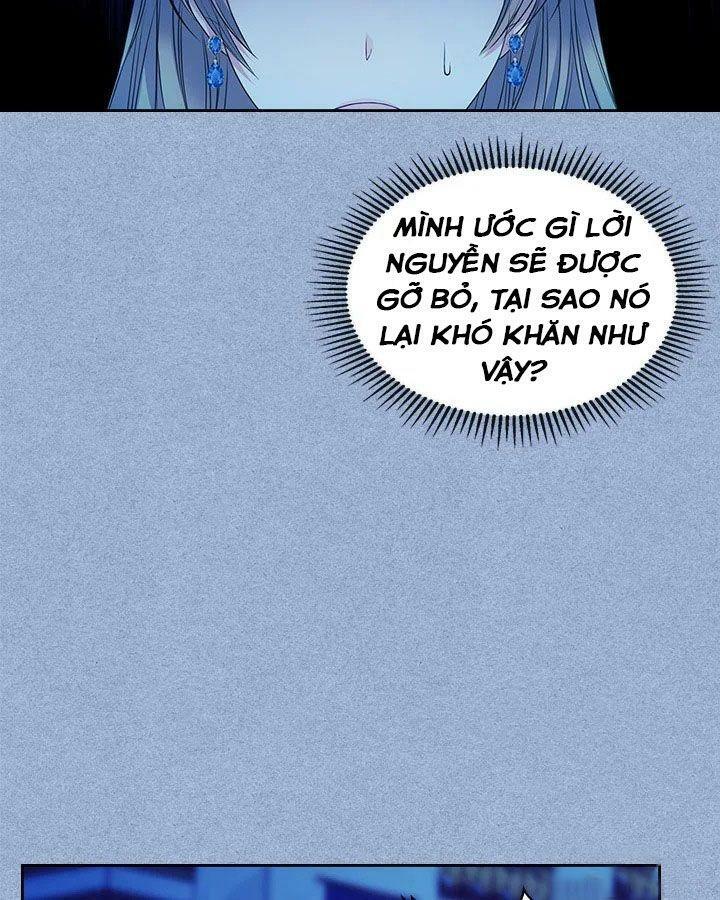 MÌNH ƯỚC GÌ LỜI
NGUYỀN SẼ ĐƯỢC
GỠ BỎ, TẠI SAO NÓ
LẠI KHÓ KHĂN NHƯ
VẬY?